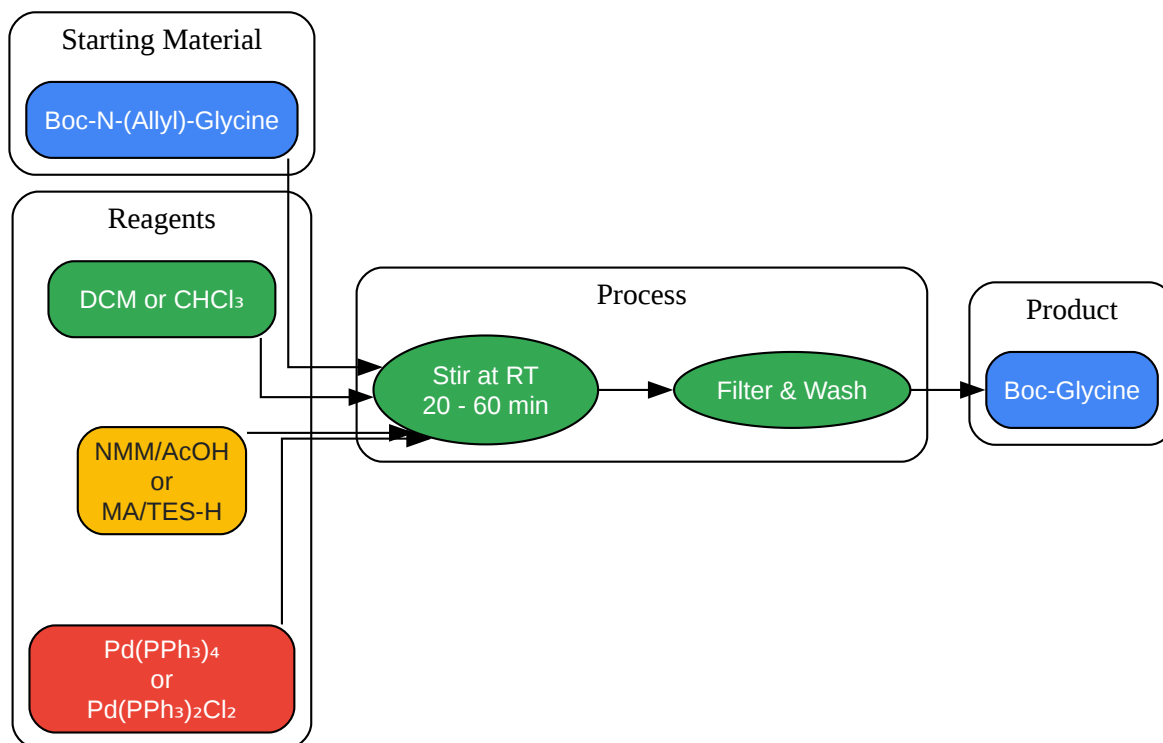 Starting Material
Boc-N-(Allyl)-Glycine
Reagents
DCM or CHCl₃
NMM/AcOH
or
MA/TES-H
Pd(PPh₃)₄
or
Pd(PPh₃)₂Cl₂
Process
Stir at RT
20 - 60 min
Filter & Wash
Product
Boc-Glycine